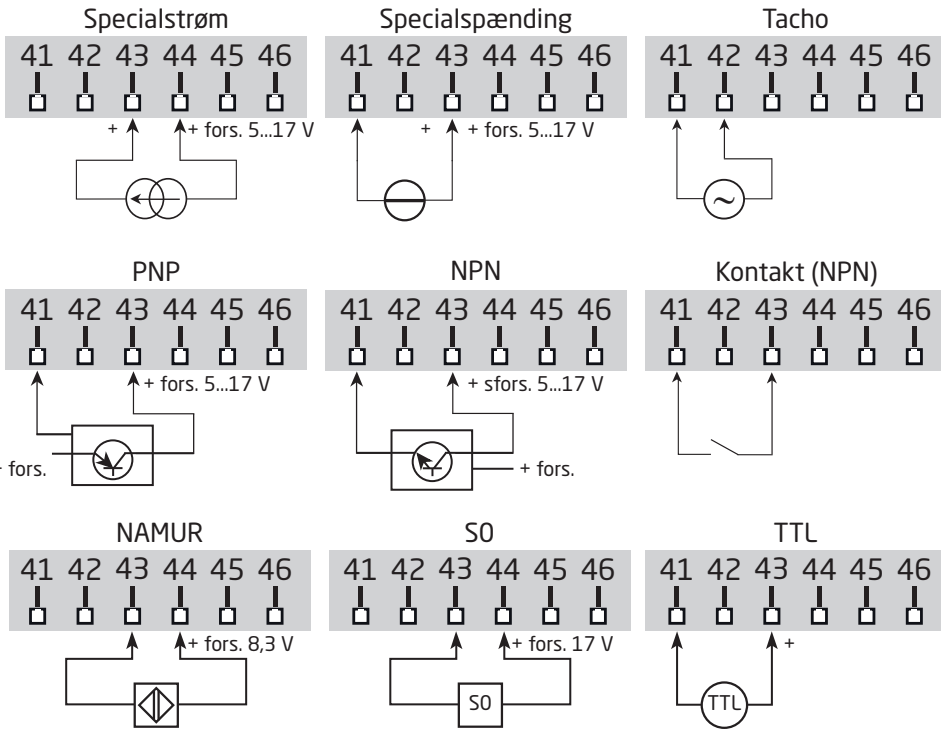 Specialstrøm Specialspænding Tacho
41 42 43 44 45 46 41 42 43 44 45 46 41 42 43 44 45 46
+ + fors. 5...17 V + + fors. 5...17 V
~
PNP NPN Kontakt (NPN)
41 42 43 44 45 46 41 42 43 44 45 46 41 42 43 44 45 46
+ fors. 5...17 V + sfors. 5...17 V
+ fors. + fors.
NAMUR S0 TTL
41 42 43 44 45 46 41 42 43 44 45 46 41 42 43 44 45 46
+ fors. 8,3 V + fors. 17 V +
S0 TTL